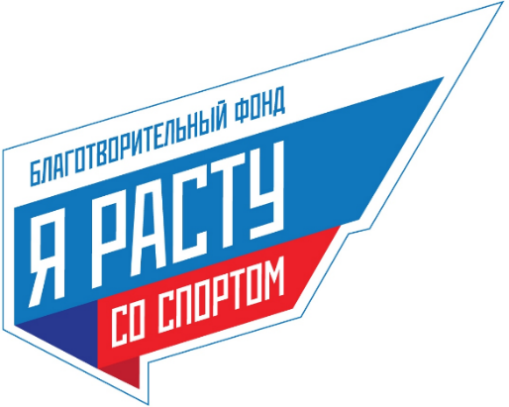 БЛАГОТВОРИТЕЛЬНЫЙ ФОНД
Я РАСТУ
СО СПОРТОМ